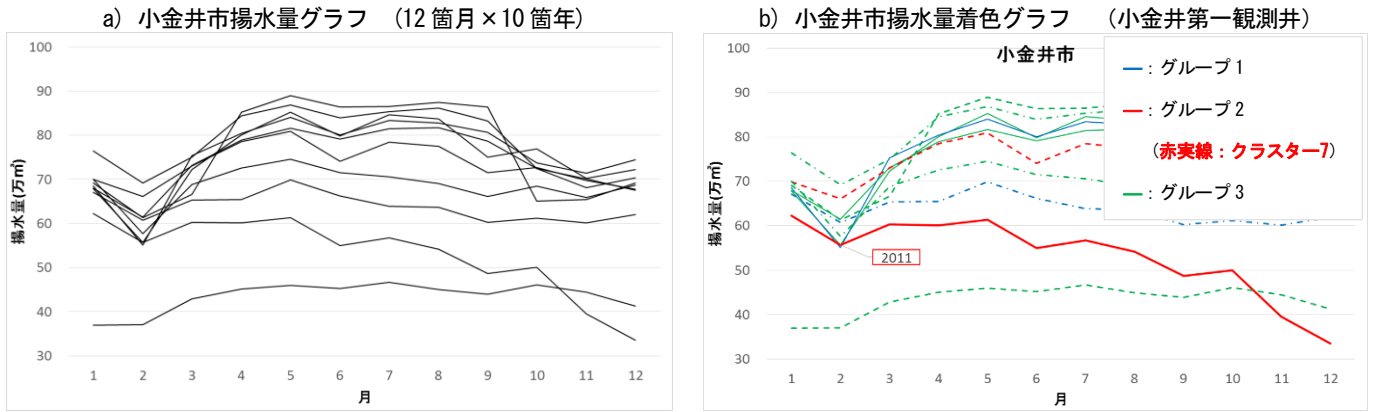 a) 小金井市揚水量グラフ (12箇月×10箇年)
100
90
80
70
60
50
40
30
揚水量(万㎥)
1 2 3 4 5 6 7 8 9 10 11 12
月
b) 小金井市揚水量着色グラフ (小金井第一観測井)
小金井市
100
90
80
70
60
50
40
30
揚水量(万㎥)
:グループ1
:グループ2
(赤実線:クラスター7)
:グループ3
2011
1 2 3 4 5 6 7 8 9 10 11 12
月